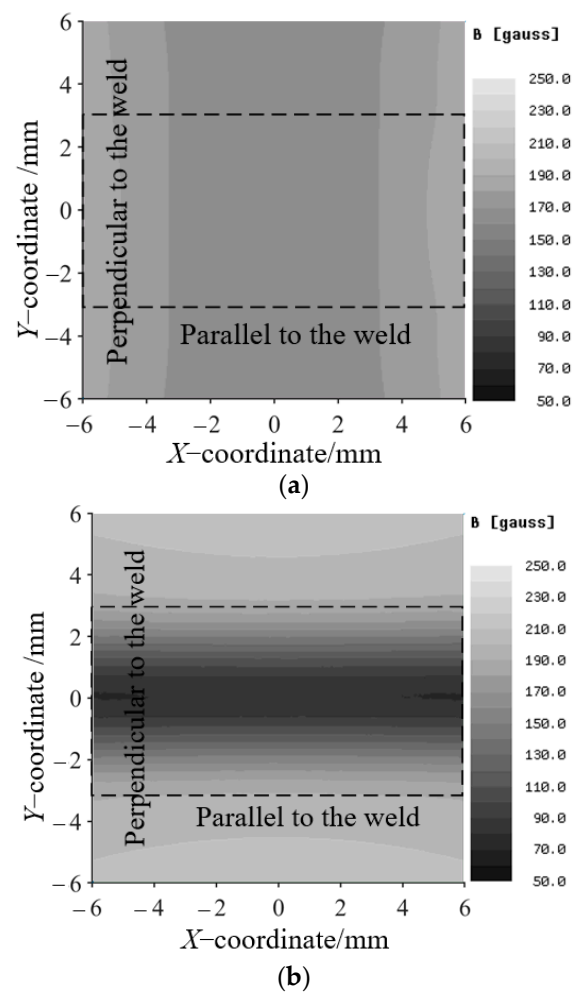 B [gauss]
6
4
2
0
−2
−4
−6
Y−coordinate /mm
Perpendicular to the weld
Parallel to the weld
250.0
230.0
210.0
190.0
170.0
150.0
130.0
110.0
90.0
70.0
50.0
−6 −4 −2 0 2 4 6
X−coordinate/mm
(a)
B [gauss]
6
4
2
0
−2
−4
−6
Y−coordinate /mm
Perpendicular to the weld
Parallel to the weld
250.0
230.0
210.0
190.0
170.0
150.0
130.0
110.0
90.0
70.0
50.0
−6 −4 −2 0 2 4 6
X−coordinate/mm
(b)